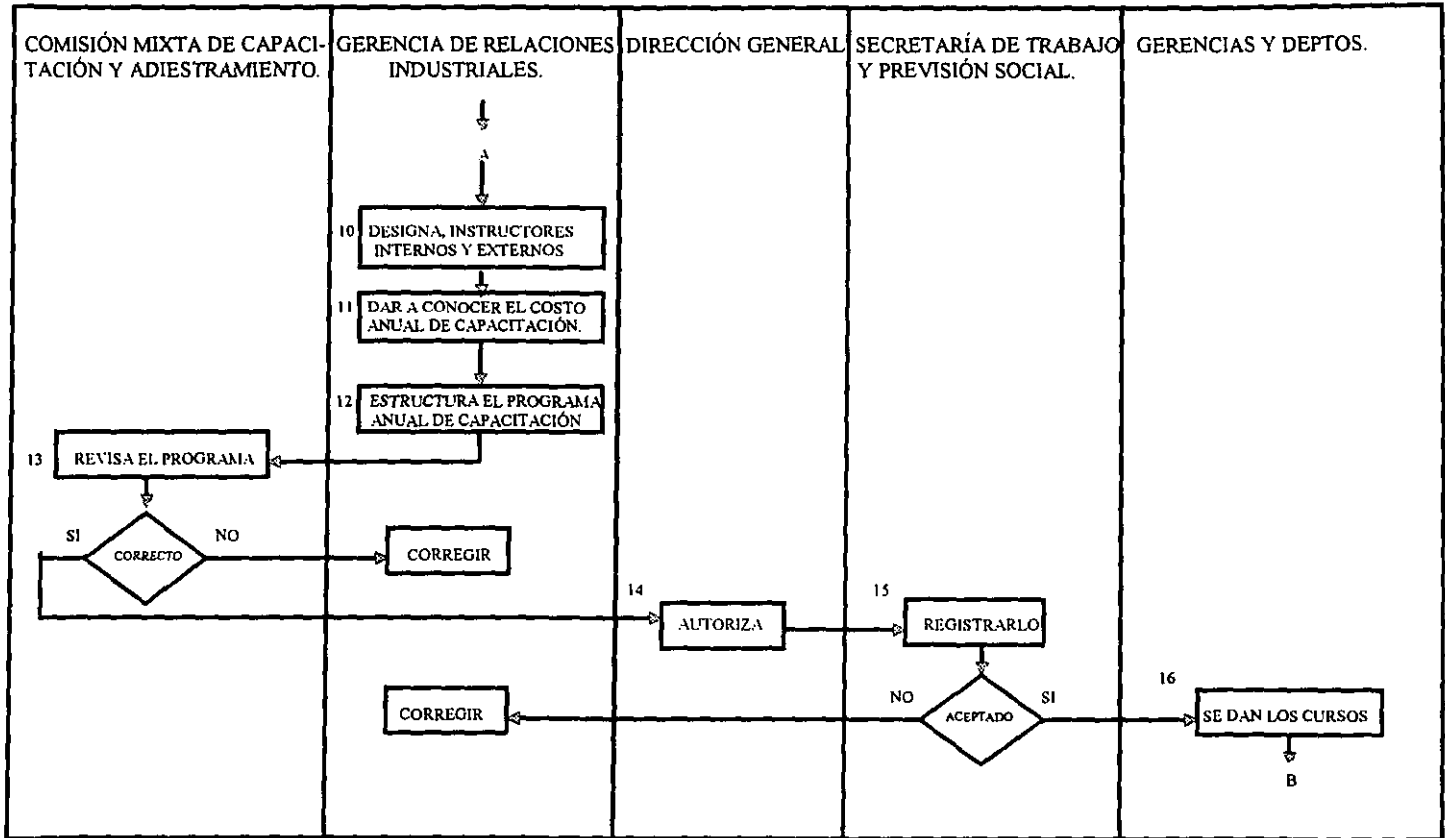 COMISIÓN MIXTA DE CAPACI-
TACIÓN Y ADIESTRAMIENTO.
GERENCIA DE RELACIONES
INDUSTRIALES.
DIRECCIÓN GENERAL
SECRETARÍA DE TRABAJO
Y PREVISIÓN SOCIAL.
GERENCIAS Y DEPTOS.
A
10 DESIGNA, INSTRUCTORES
INTERNOS Y EXTERNOS
11 DAR A CONOCER EL COSTO
ANUAL DE CAPACITACIÓN.
12 ESTRUCTURA EL PROGRAMA
ANUAL DE CAPACITACIÓN
13 REVISA EL PROGRAMA
SI
CORRECTO
NO
CORREGIR
14
AUTORIZA
15
REGISTRARLO
CORREGIR
NO
ACEPTADO
SI
16
SE DAN LOS CURSOS
B